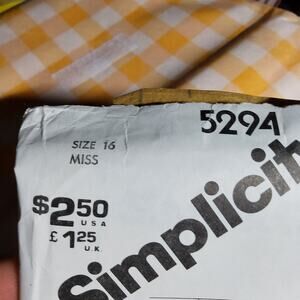 5294
SIZE 16
MISS
$2.50
USA
£1.25
U.K.
Simplicit